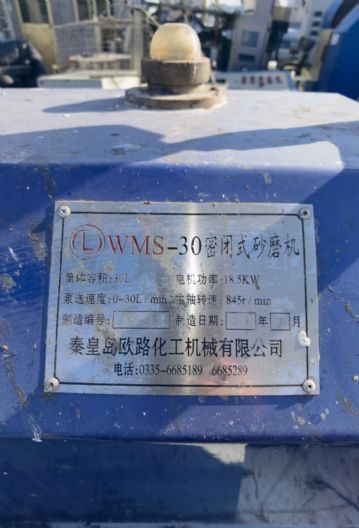 Ⓛ WMS-30密闭式砂磨机
筒体容积:30L 电机功率:18.5KW
泵送速度:0-30L/min 主轴转速:845r/min
制造编号: 制造日期: 年 月
秦皇岛欧路化工机械有限公司
电话:0335-6685189 6685289